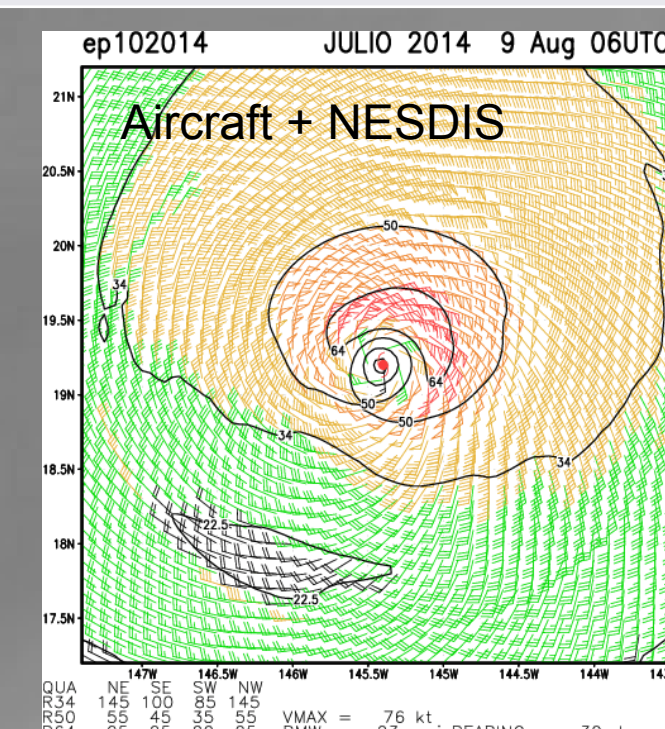 ep102014 JULIO 2014 9 Aug 06UTC
Aircraft + NESDIS
21N
20.5N
50
20N
34
19.5N
64
64
19N
50
50
34
34
18.5N
22.5
18N
22.5
17.5N
147W 146.5W 146W 145.5W 145W 144.5W 144W
QUA NE SE SW NW
R34 145 100 85 145
R50 55 45 35 55 VMAX = 76 kt